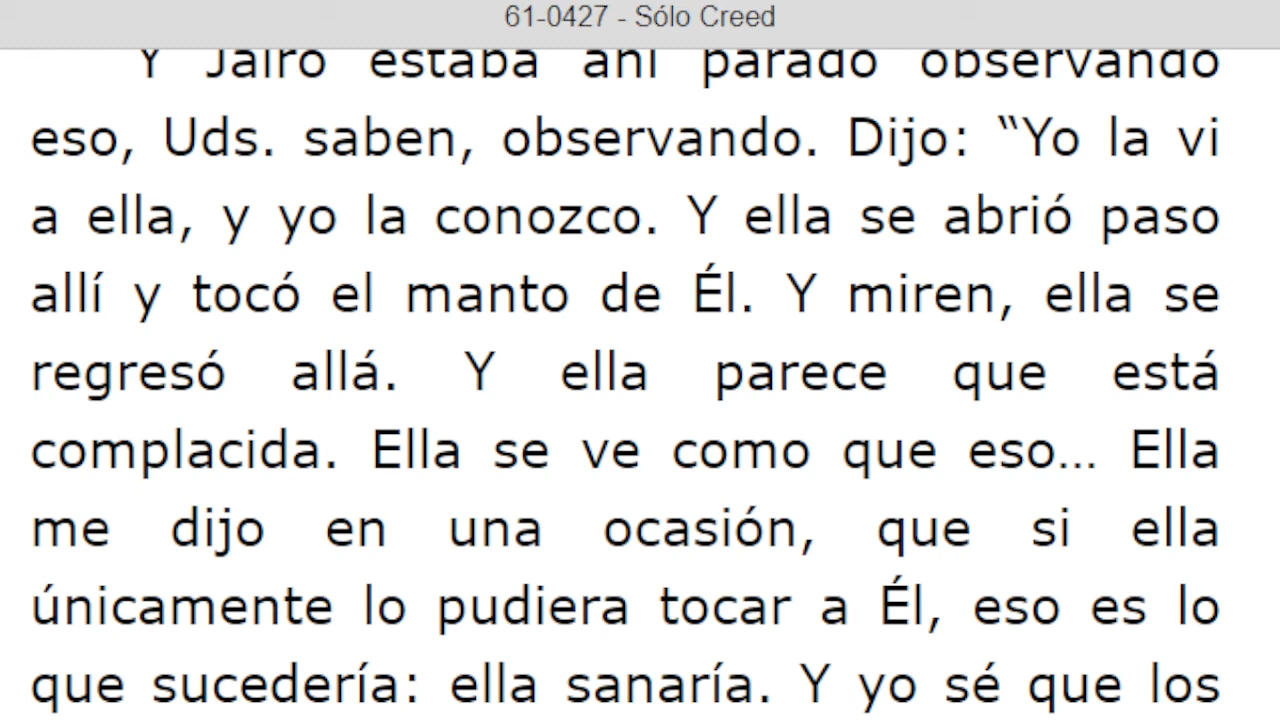 61-0427 - Sólo Creed
Y Jairo estaba ahí parado observando
eso, Uds. saben, observando. Dijo: “Yo la vi
a ella, y yo la conozco. Y ella se abrió paso
allí y tocó el manto de Él. Y miren, ella se
regresó allá. Y ella parece que está
complacida. Ella se ve como que eso... Ella
me dijo en una ocasión, que si ella
únicamente lo pudiera tocar a Él, eso es lo
que sucedería: ella sanaría. Y yo sé que los